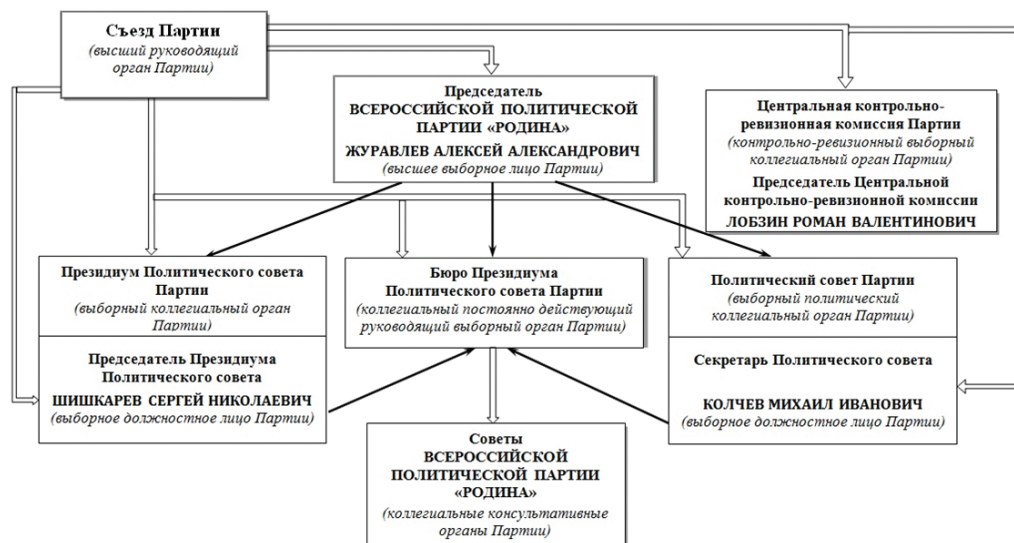 Съезд Партии
(высший руководящий
орган Партии)
Председатель
ВСЕРОССИЙСКОЙ ПОЛИТИЧЕСКОЙ
ПАРТИИ «РОДИНА»
ЖУРАВЛЕВ АЛЕКСЕЙ АЛЕКСАНДРОВИЧ
(высшее выборное лицо Партии)
Центральная контрольно-
ревизионная комиссия Партии
(контрольно-ревизионный выборный
коллегиальный орган Партии)
Председатель Центральной
контрольно-ревизионной комиссии
ЛОБЗИН РОМАН ВАЛЕНТИНОВИЧ
Президиум Политического совета
Партии
(выборный коллегиальный орган
Партии)
Председатель Президиума
Политического совета
ШИШКАРЕВ СЕРГЕЙ НИКОЛАЕВИЧ
(выборное должностное лицо Партии)
Бюро Президиума
Политического совета Партии
(коллегиальный постоянно действующий
руководящий выборный орган Партии)
Политический совет Партии
(выборный политический
коллегиальный орган Партии)
Секретарь Политического совета
КОЛЧЕВ МИХАИЛ ИВАНОВИЧ
(выборное должностное лицо Партии)
Советы
ВСЕРОССИЙСКОЙ
ПОЛИТИЧЕСКОЙ ПАРТИИ
«РОДИНА»
(коллегиальные консультативные
органы Партии)